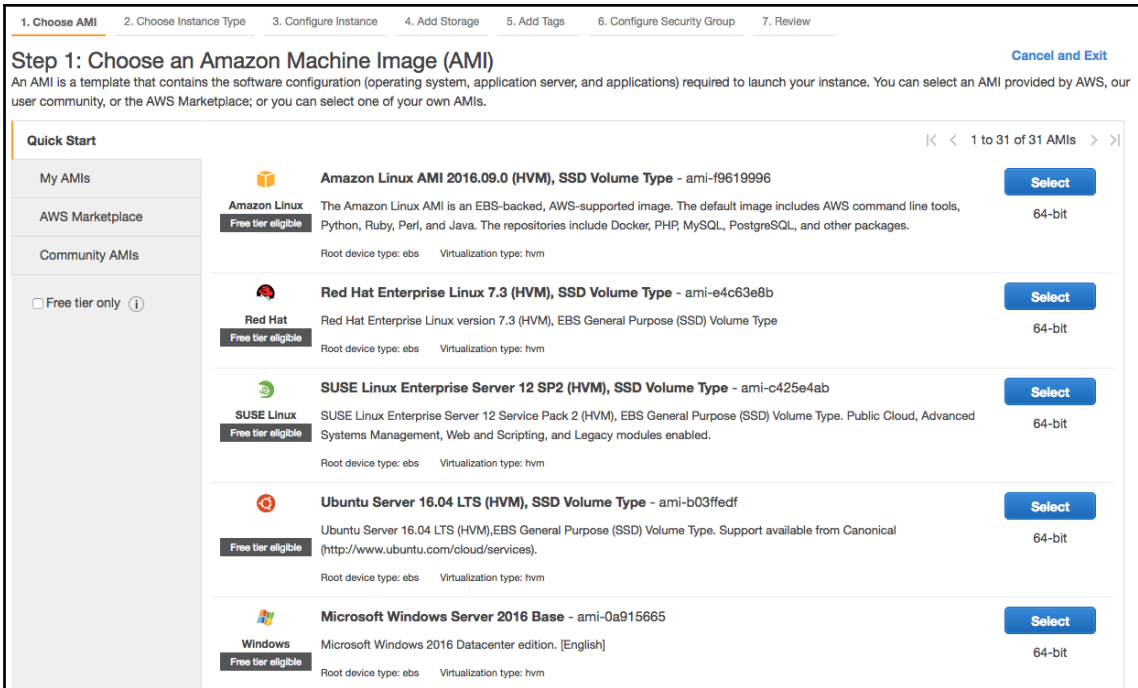 1. Choose AMI 2. Choose Instance Type 3. Configure Instance 4. Add Storage 5. Add Tags 6. Configure Security Group 7. Review
Step 1: Choose an Amazon Machine Image (AMI)
Cancel and Exit
An AMI is a template that contains the software configuration (operating system, application server, and applications) required to launch your instance. You can select an AMI provided by AWS, our
user community, or the AWS Marketplace; or you can select one of your own AMIs.
Quick Start
My AMIs
AWS Marketplace
Community AMIs
Free tier only
1 to 31 of 31 AMIs
Amazon Linux
Free tier eligible
Amazon Linux AMI 2016.09.0 (HVM), SSD Volume Type - ami-f9619996
The Amazon Linux AMI is an EBS-backed, AWS-supported image. The default image includes AWS command line tools,
Python, Ruby, Perl, and Java. The repositories include Docker, PHP, MySQL, PostgreSQL, and other packages.
Root device type: ebs Virtualization type: hvm
Select
64-bit
Red Hat
Free tier eligible
Red Hat Enterprise Linux 7.3 (HVM), SSD Volume Type - ami-e4c63e8b
Red Hat Enterprise Linux version 7.3 (HVM), EBS General Purpose (SSD) Volume Type
Root device type: ebs Virtualization type: hvm
Select
64-bit
SUSE Linux
Free tier eligible
SUSE Linux Enterprise Server 12 SP2 (HVM), SSD Volume Type - ami-c425e4ab
SUSE Linux Enterprise Server 12 Service Pack 2 (HVM), EBS General Purpose (SSD) Volume Type. Public Cloud, Advanced
Systems Management, Web and Scripting, and Legacy modules enabled.
Root device type: ebs Virtualization type: hvm
Select
64-bit
Free tier eligible
Ubuntu Server 16.04 LTS (HVM), SSD Volume Type - ami-b03ffedf
Ubuntu Server 16.04 LTS (HVM),EBS General Purpose (SSD) Volume Type. Support available from Canonical
(http://www.ubuntu.com/cloud/services).
Root device type: ebs Virtualization type: hvm
Select
64-bit
Windows
Free tier eligible
Microsoft Windows Server 2016 Base - ami-0a915665
Microsoft Windows 2016 Datacenter edition. [English]
Root device type: ebs Virtualization type: hvm
Select
64-bit